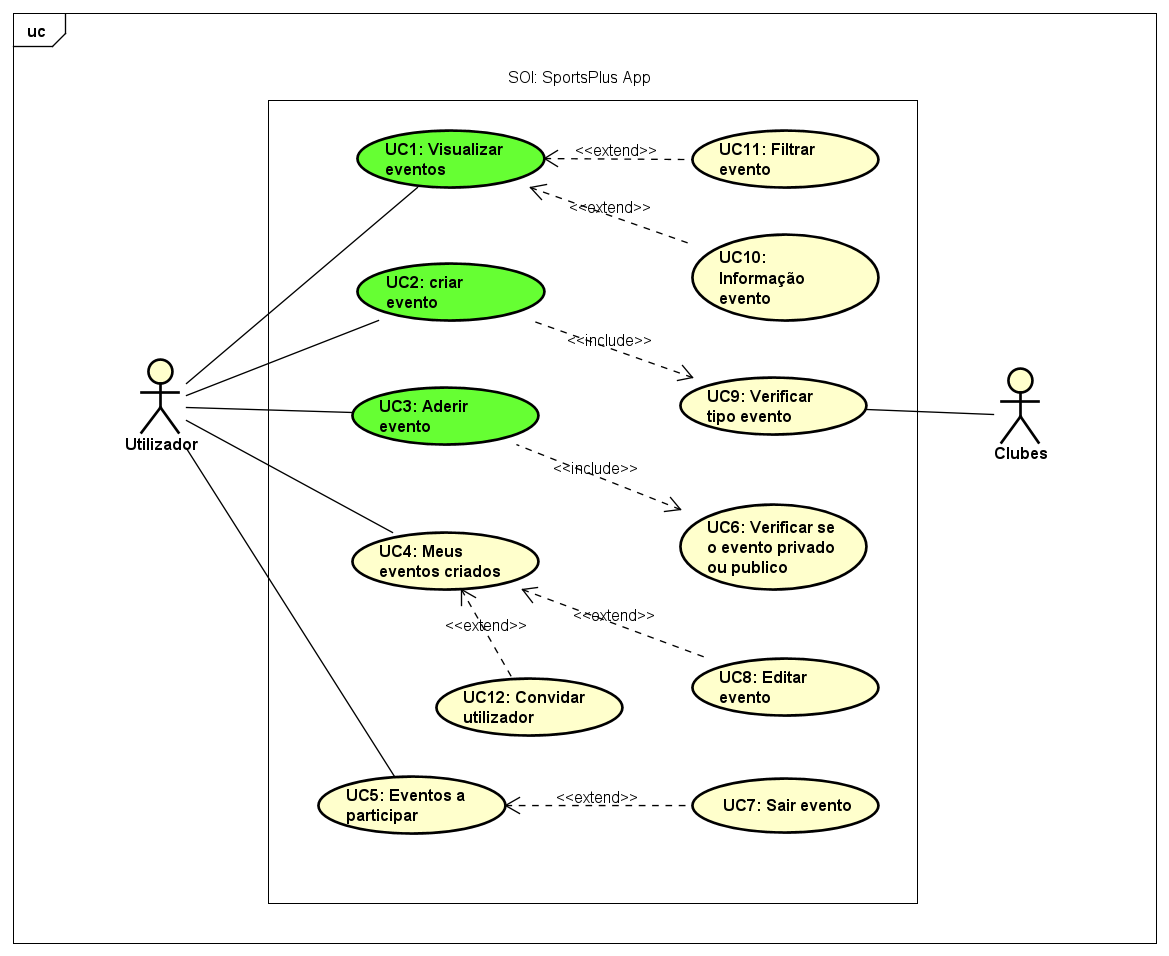 uc
SOI: SportsPlus App
UC1: Visualizar
eventos
<<extend>>
UC11: Filtrar
evento
<<extend>>
UC10:
Informação
evento
UC2: criar
evento
<<include>>
UC9: Verificar
tipo evento
UC3: Aderir
evento
<<include>>
UC6: Verificar se
o evento privado
ou publico
Utilizador
Clubes
UC4: Meus
eventos criados
<<extend>>
<<extend>>
UC8: Editar
evento
UC12: Convidar
utilizador
UC5: Eventos a
participar
<<extend>>
UC7: Sair evento